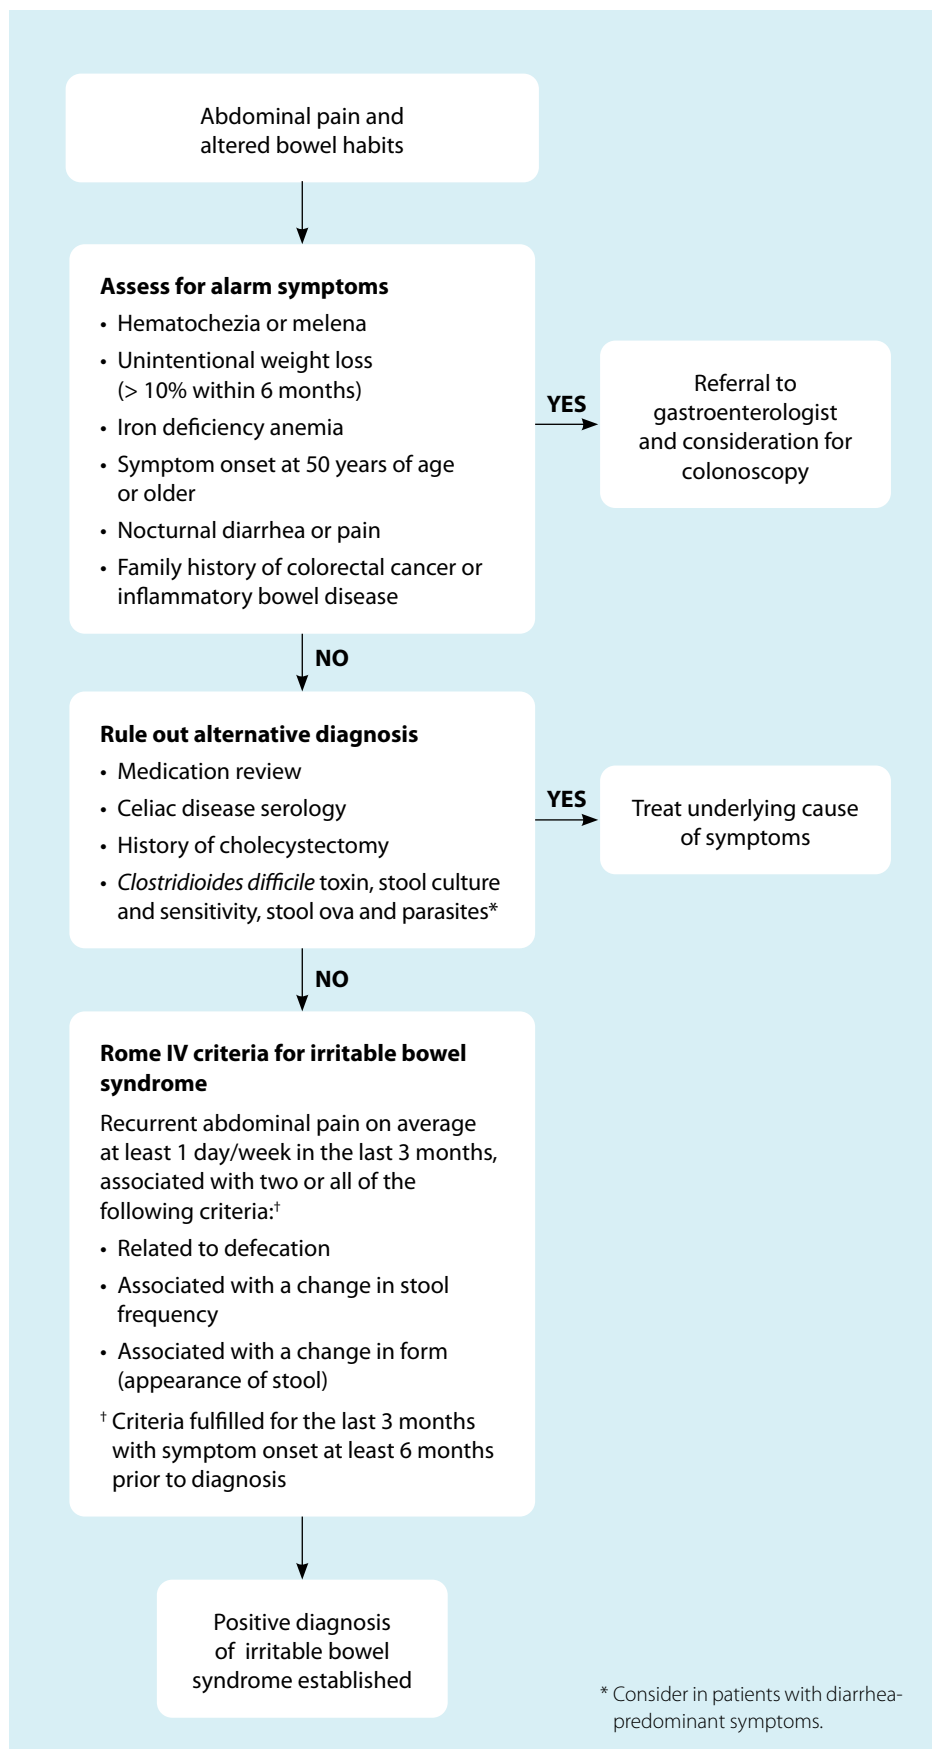 Abdominal pain and
altered bowel habits
Assess for alarm symptoms
• Hematochezia or melena
• Unintentional weight loss
(> 10% within 6 months)
• Iron deficiency anemia
• Symptom onset at 50 years of age
or older
• Nocturnal diarrhea or pain
• Family history of colorectal cancer or
inflammatory bowel disease
YES
Referral to
gastroenterologist
and consideration for
colonoscopy
NO
Rule out alternative diagnosis
• Medication review
• Celiac disease serology
• History of cholecystectomy
• Clostridioides difficile toxin, stool culture
and sensitivity, stool ova and parasites*
YES
Treat underlying cause
of symptoms
NO
Rome IV criteria for irritable bowel
syndrome
Recurrent abdominal pain on average
at least 1 day/week in the last 3 months,
associated with two or all of the
following criteria:†
• Related to defecation
• Associated with a change in stool
frequency
• Associated with a change in form
(appearance of stool)
† Criteria fulfilled for the last 3 months
with symptom onset at least 6 months
prior to diagnosis
Positive diagnosis
of irritable bowel
syndrome established
* Consider in patients with diarrhea-
predominant symptoms.